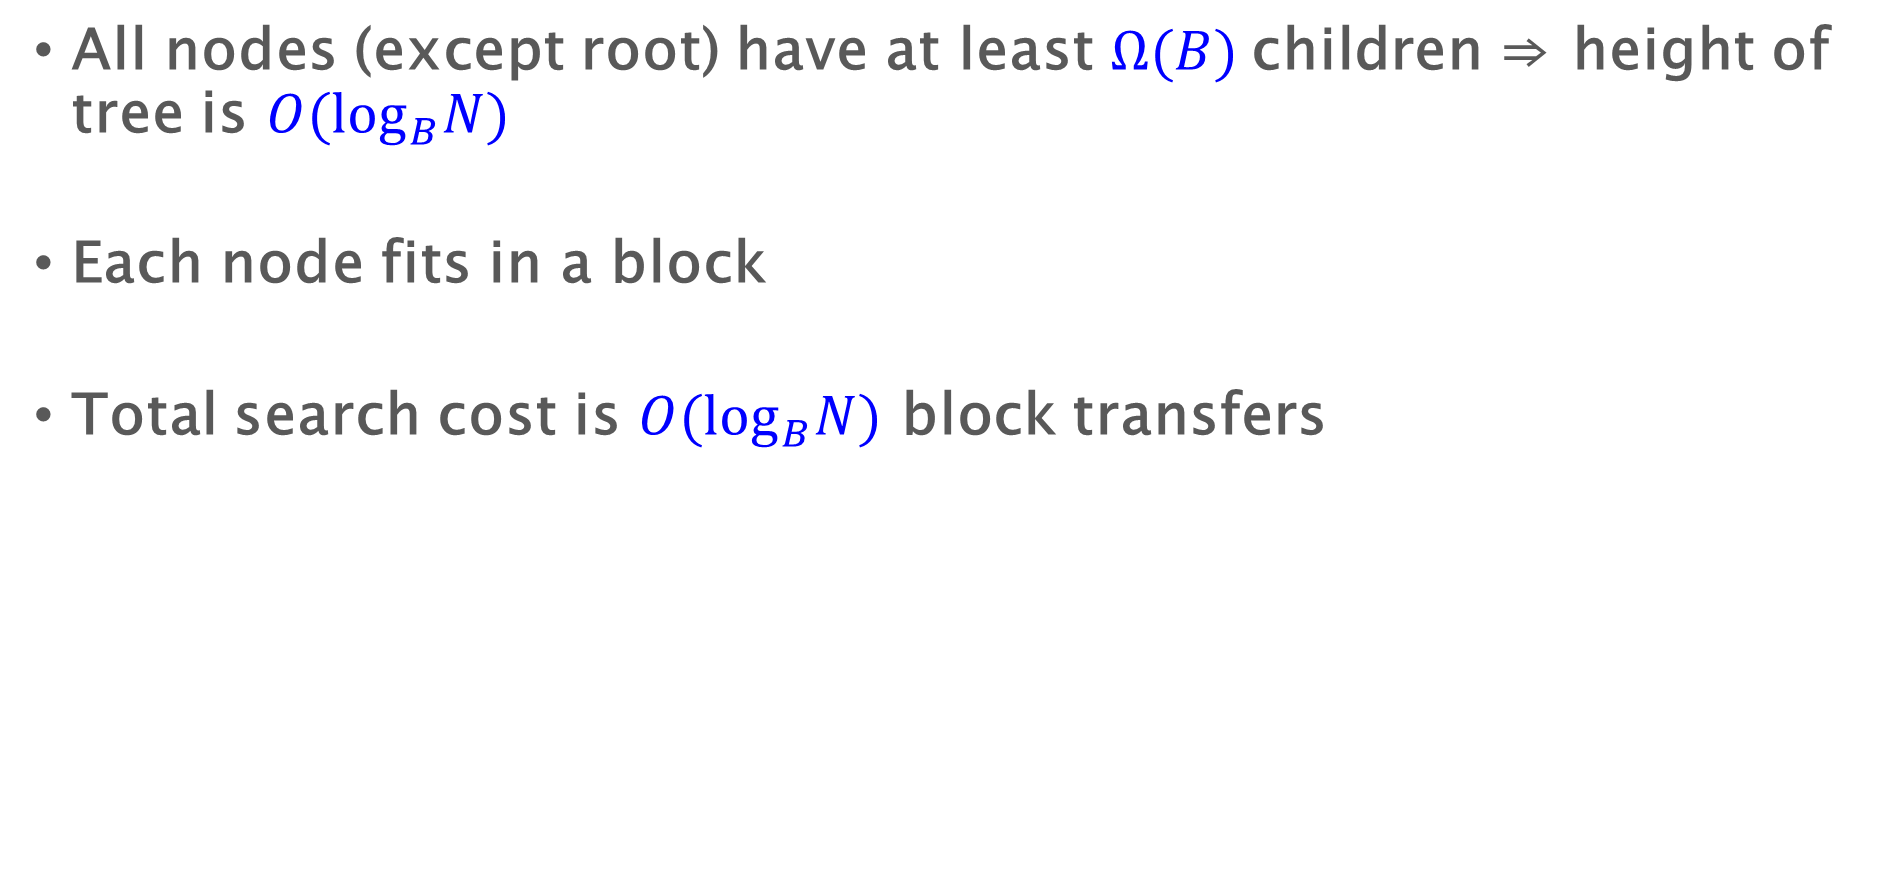 • All nodes (except root) have at least Ω(B) children ⇒ height of
tree is O(log_B N)
• Each node fits in a block
• Total search cost is O(log_B N) block transfers